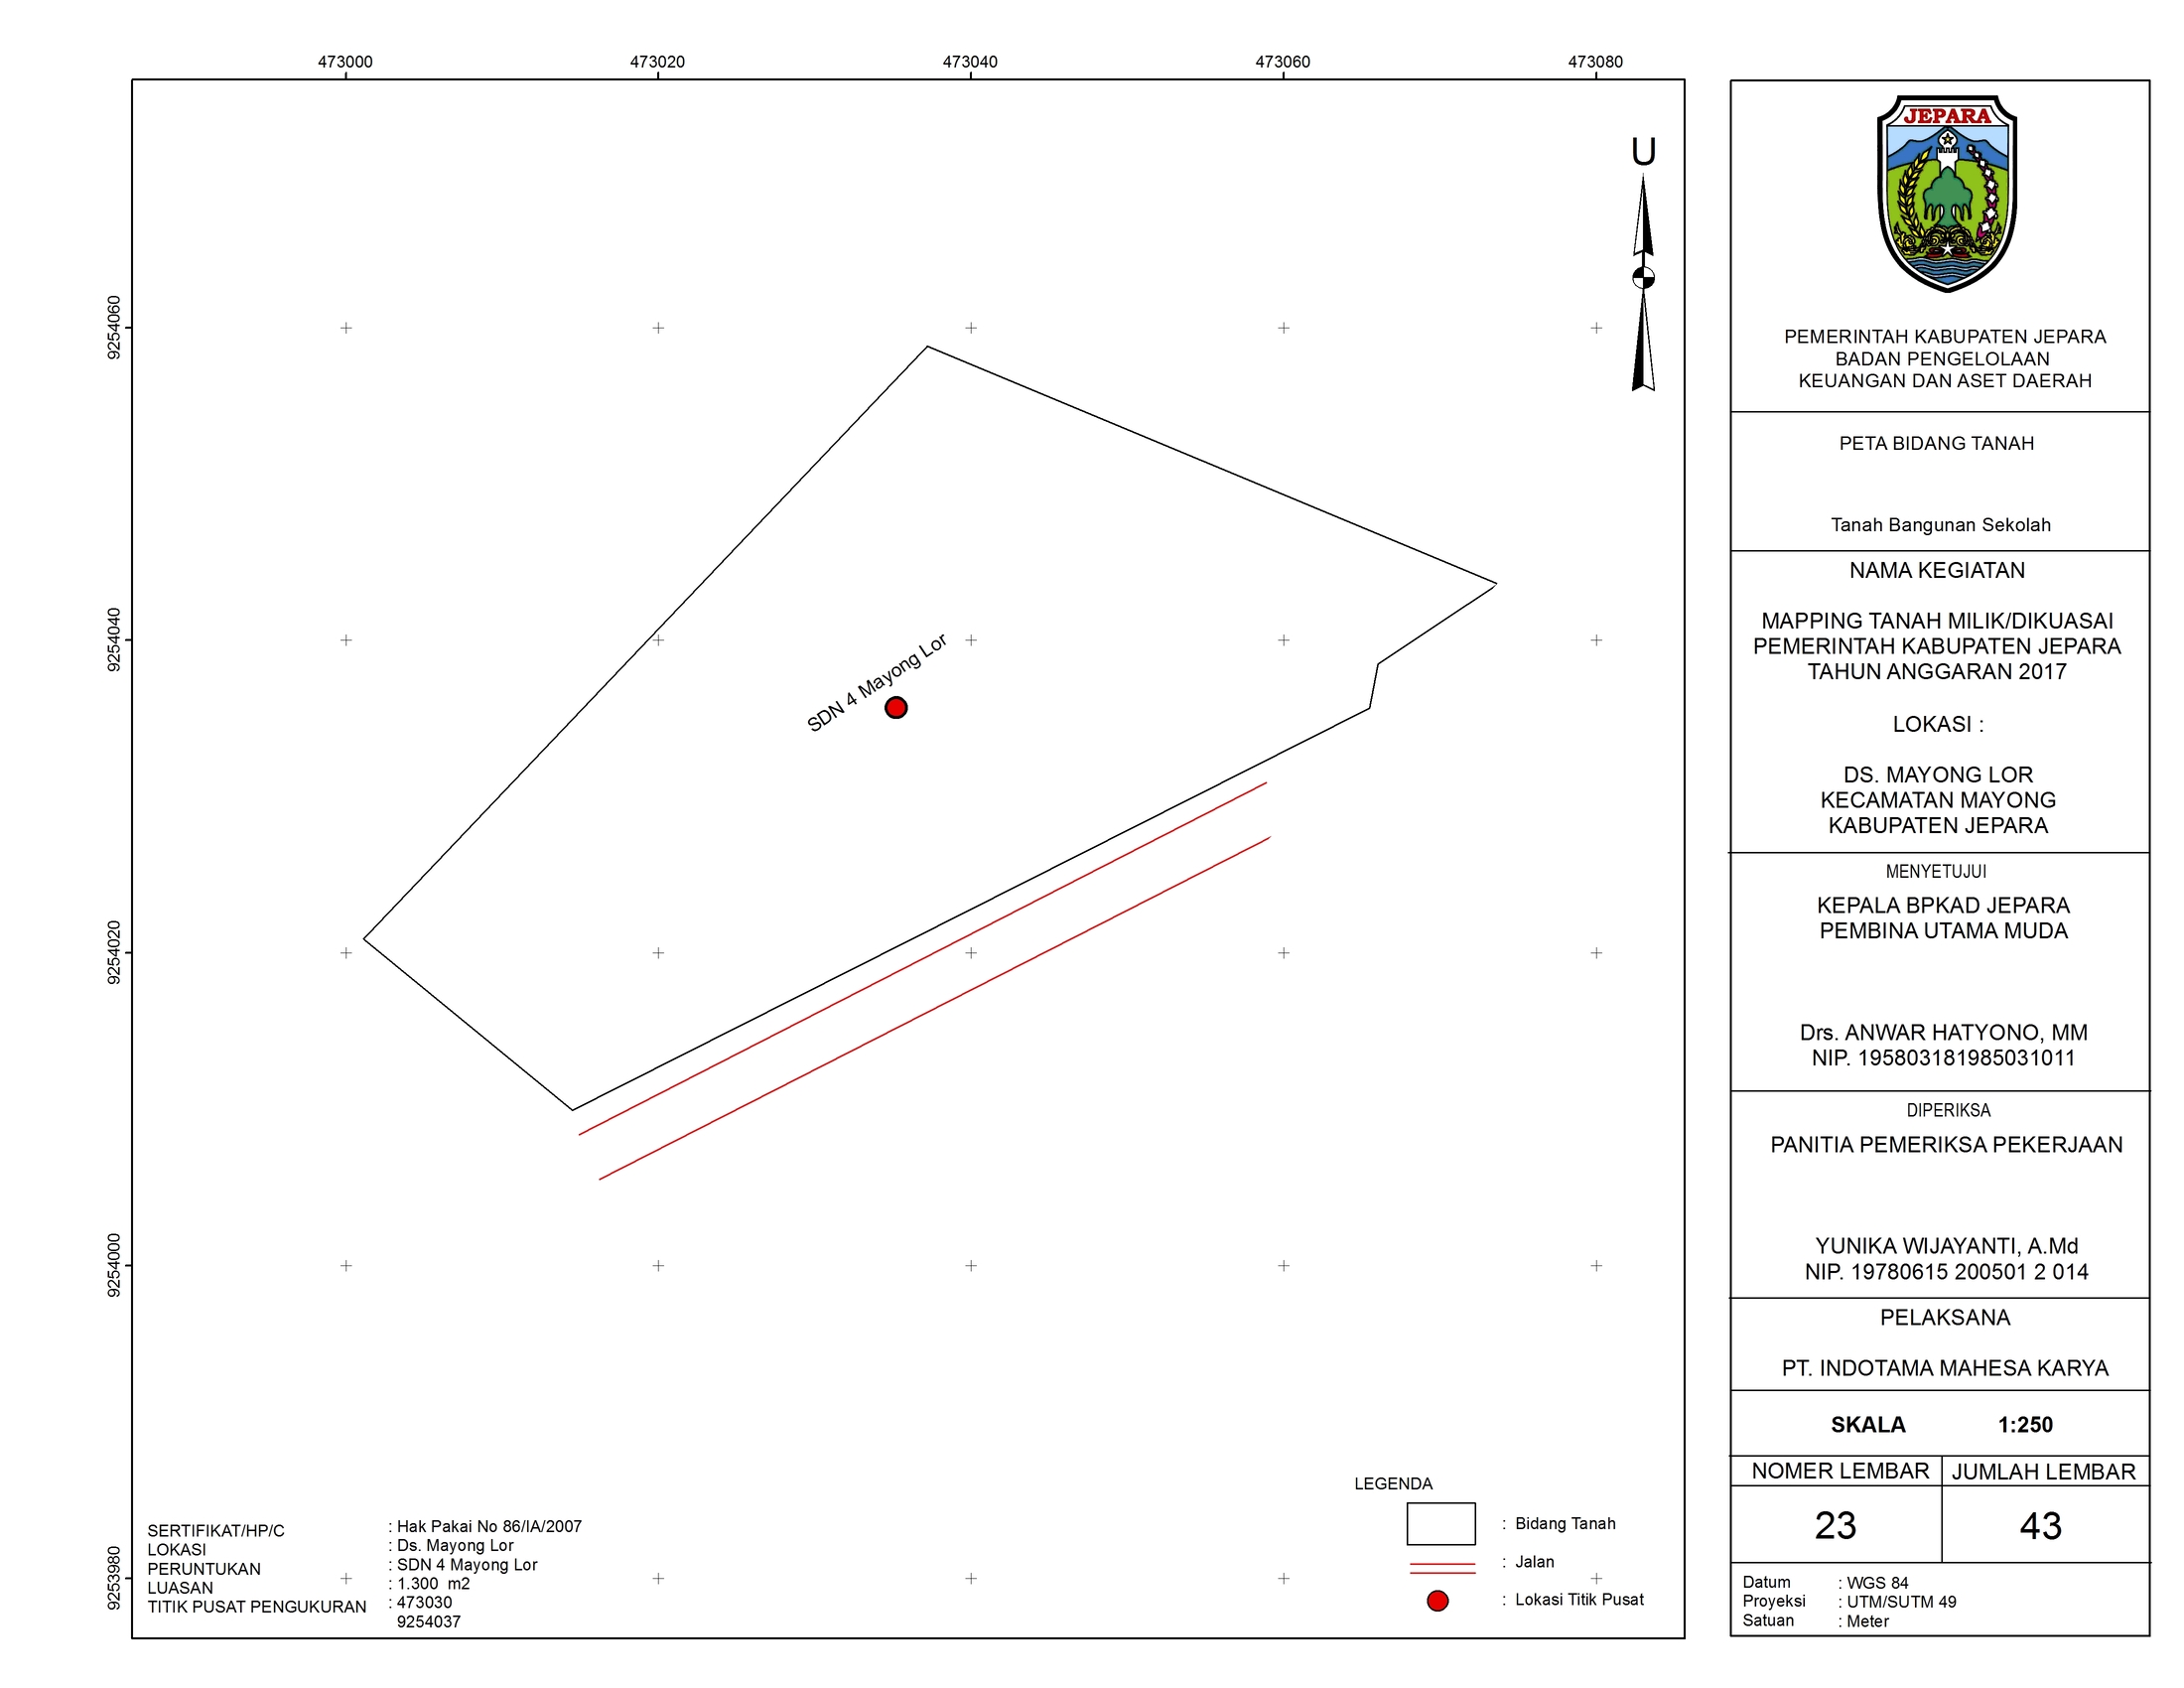 473000
473020
473040
473060
473080
9254060
9254040
9254020
9254000
9253980
U
SDN 4 Mayong Lor
SERTIFIKAT/HP/C : Hak Pakai No 86/IA/2007
LOKASI : Ds. Mayong Lor
PERUNTUKAN : SDN 4 Mayong Lor
LUASAN : 1.300 m2
TITIK PUSAT PENGUKURAN : 473030
9254037
LEGENDA
: Bidang Tanah
: Jalan
: Lokasi Titik Pusat
JEPARA
PEMERINTAH KABUPATEN JEPARA
BADAN PENGELOLAAN
KEUANGAN DAN ASET DAERAH
PETA BIDANG TANAH
Tanah Bangunan Sekolah
NAMA KEGIATAN
MAPPING TANAH MILIK/DIKUASAI
PEMERINTAH KABUPATEN JEPARA
TAHUN ANGGARAN 2017
LOKASI :
DS. MAYONG LOR
KECAMATAN MAYONG
KABUPATEN JEPARA
MENYETUJUI
KEPALA BPKAD JEPARA
PEMBINA UTAMA MUDA
Drs. ANWAR HATYONO, MM
NIP. 195803181985031011
DIPERIKSA
PANITIA PEMERIKSA PEKERJAAN
YUNIKA WIJAYANTI, A.Md
NIP. 19780615 200501 2 014
PELAKSANA
PT. INDOTAMA MAHESA KARYA
SKALA 1:250
NOMER LEMBAR JUMLAH LEMBAR
23 43
Datum : WGS 84
Proyeksi : UTM/SUTM 49
Satuan : Meter